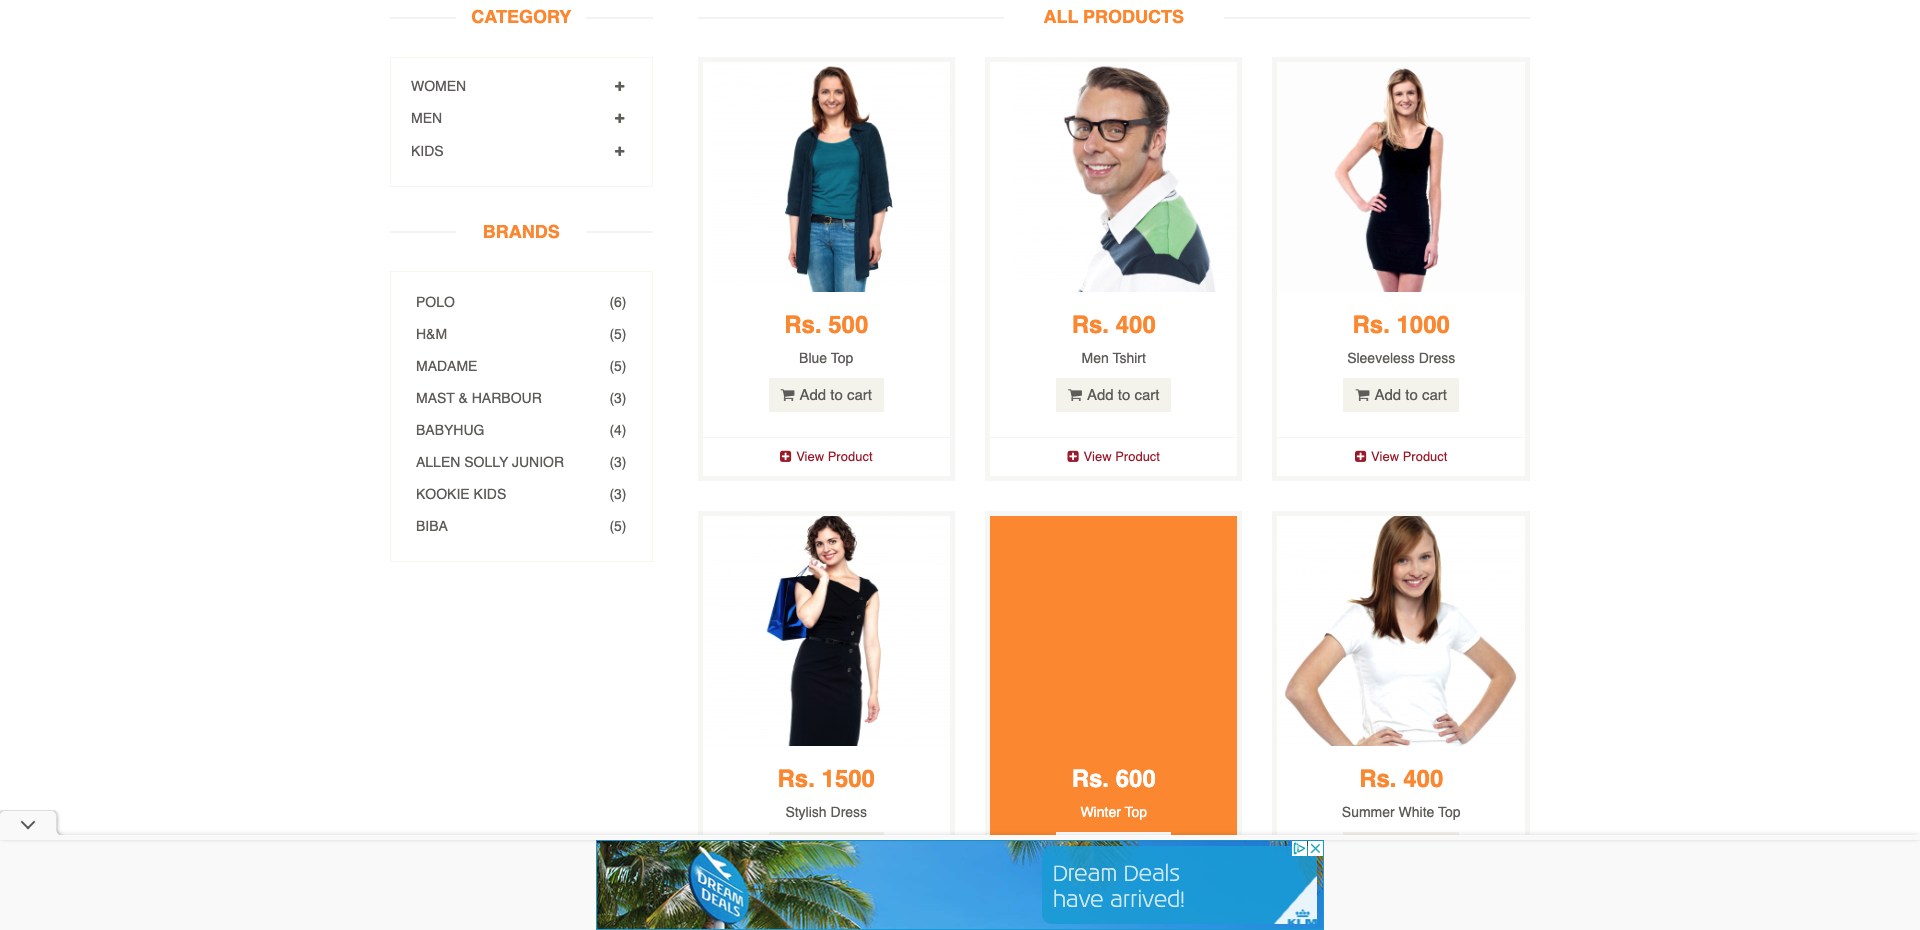 CATEGORY
WOMEN
MEN
KIDS
BRANDS
POLO (6)
H&M (5)
MADAME (5)
MAST & HARBOUR (3)
BABYHUG (4)
ALLEN SOLLY JUNIOR (3)
KOOKIE KIDS (3)
BIBA (5)
ALL PRODUCTS
Rs. 500
Blue Top
Add to cart
View Product
Rs. 400
Men Tshirt
Add to cart
View Product
Rs. 1000
Sleeveless Dress
Add to cart
View Product
Rs. 1500
Stylish Dress
Rs. 600
Winter Top
Rs. 400
Summer White Top
DREAM
DEALS
Dream Deals
have arrived!
KLM